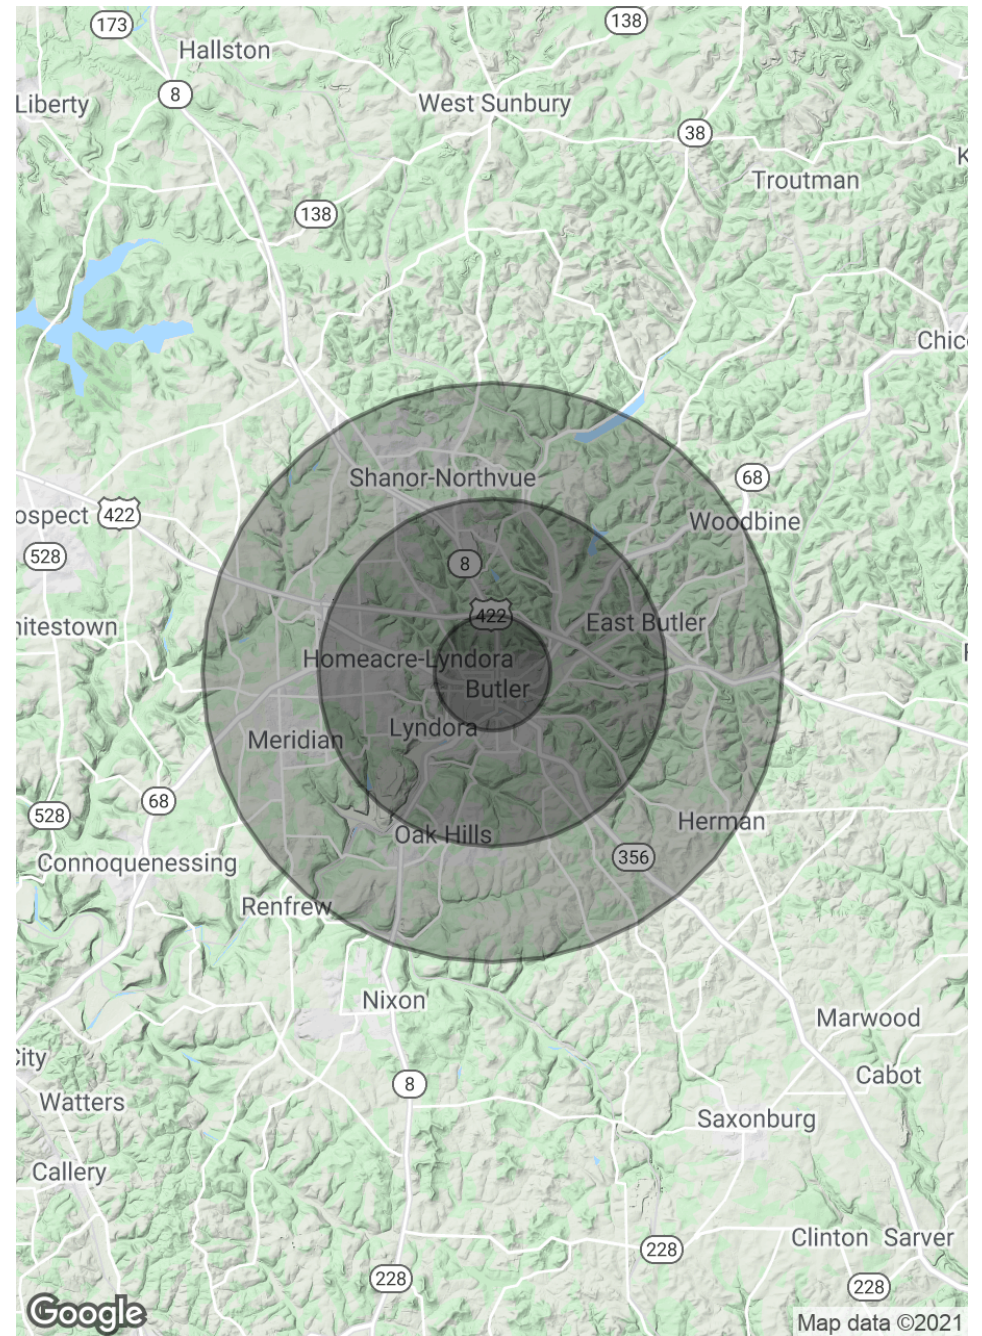 173
Hallston
138
8
Liberty
West Sunbury
38
K
Troutman
138
Chic
Shanor-Northvue
68
ospect
422
Woodbine
528
8
422
East Butler
hitestown
Homeacre-Lyndora
Butler
Lyndora
Meridian
68
528
Herman
Oak Hills
356
Connoquenessing
Renfrew
Nixon
Marwood
City
Cabot
8
Watters
Saxonburg
Callery
Clinton
Sarver
228
228
228
Google
Map data ©2021